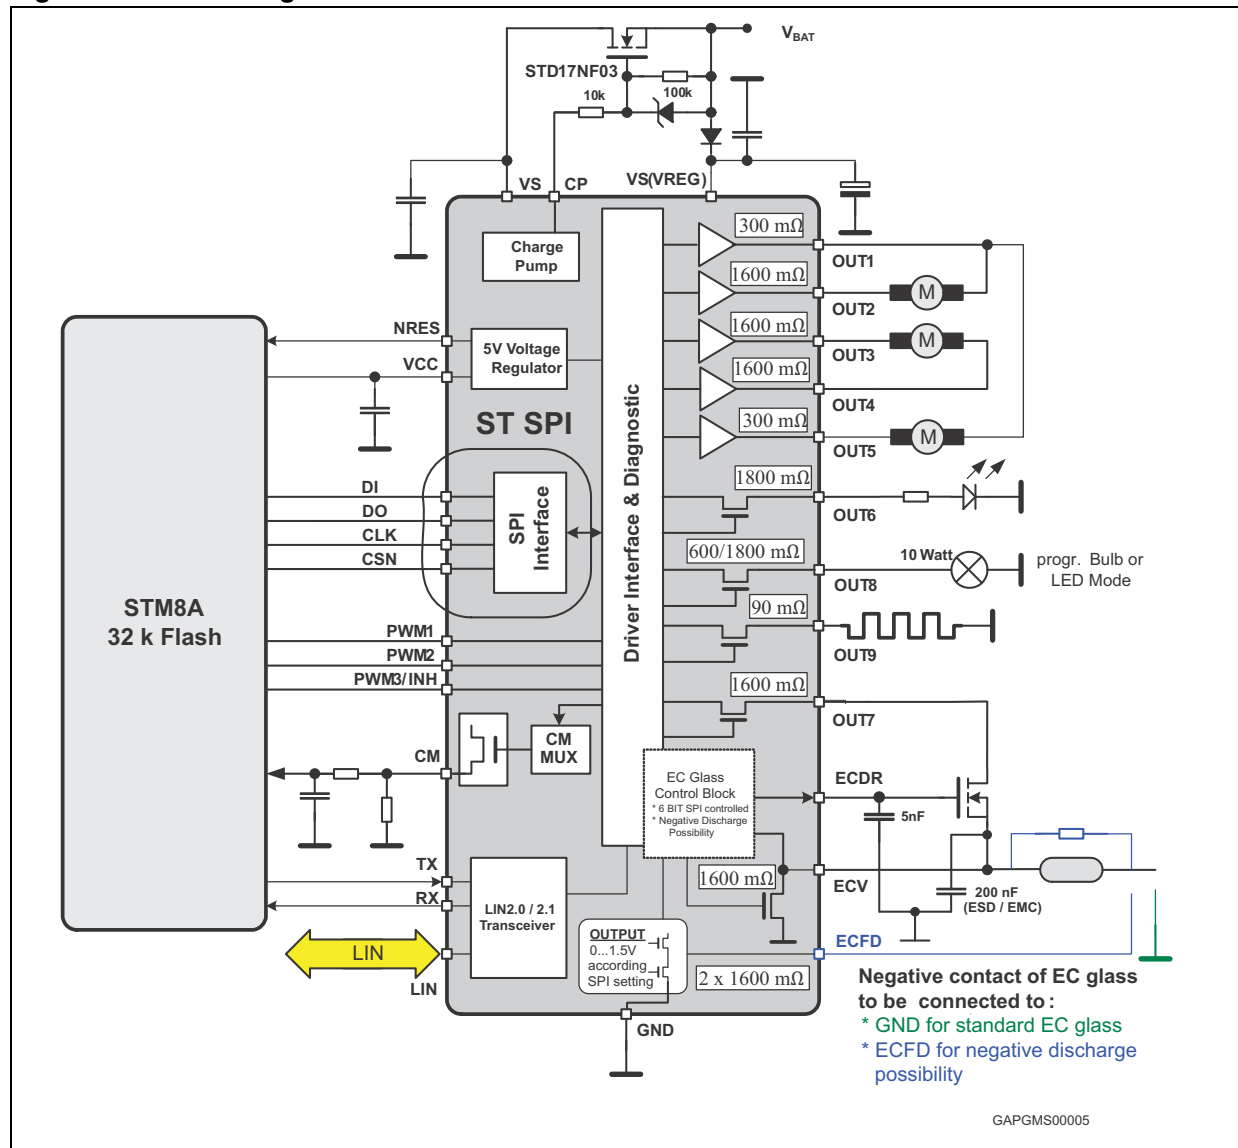 V_BAT
STD17NF03
10k
100k
VS
CP
VS(VREG)
Charge
Pump
300 mΩ
OUT1
1600 mΩ
OUT2
M
1600 mΩ
OUT3
M
1600 mΩ
OUT4
300 mΩ
OUT5
M
NRES
5V Voltage
Regulator
VCC
ST SPI
Driver Interface & Diagnostic
1800 mΩ
OUT6
DI
DO
CLK
CSN
SPI
Interface
600/1800 mΩ
10 Watt
OUT8
progr. Bulb or
LED Mode
STM8A
32 k Flash
90 mΩ
OUT9
PWM1
PWM2
PWM3/INH
1600 mΩ
OUT7
CM
CM
MUX
EC Glass
Control Block
* 6 BIT SPI controlled
* Negative Discharge
Possibility
ECDR
5nF
TX
RX
LIN2.0 / 2.1
Transceiver
1600 mΩ
ECV
200 nF
(ESD / EMC)
LIN
LIN
OUTPUT
0...1.5V
according
SPI setting
2 x 1600 mΩ
ECFD
GND
Negative contact of EC glass
to be connected to :
* GND for standard EC glass
* ECFD for negative discharge
possibility
GAPGMS00005